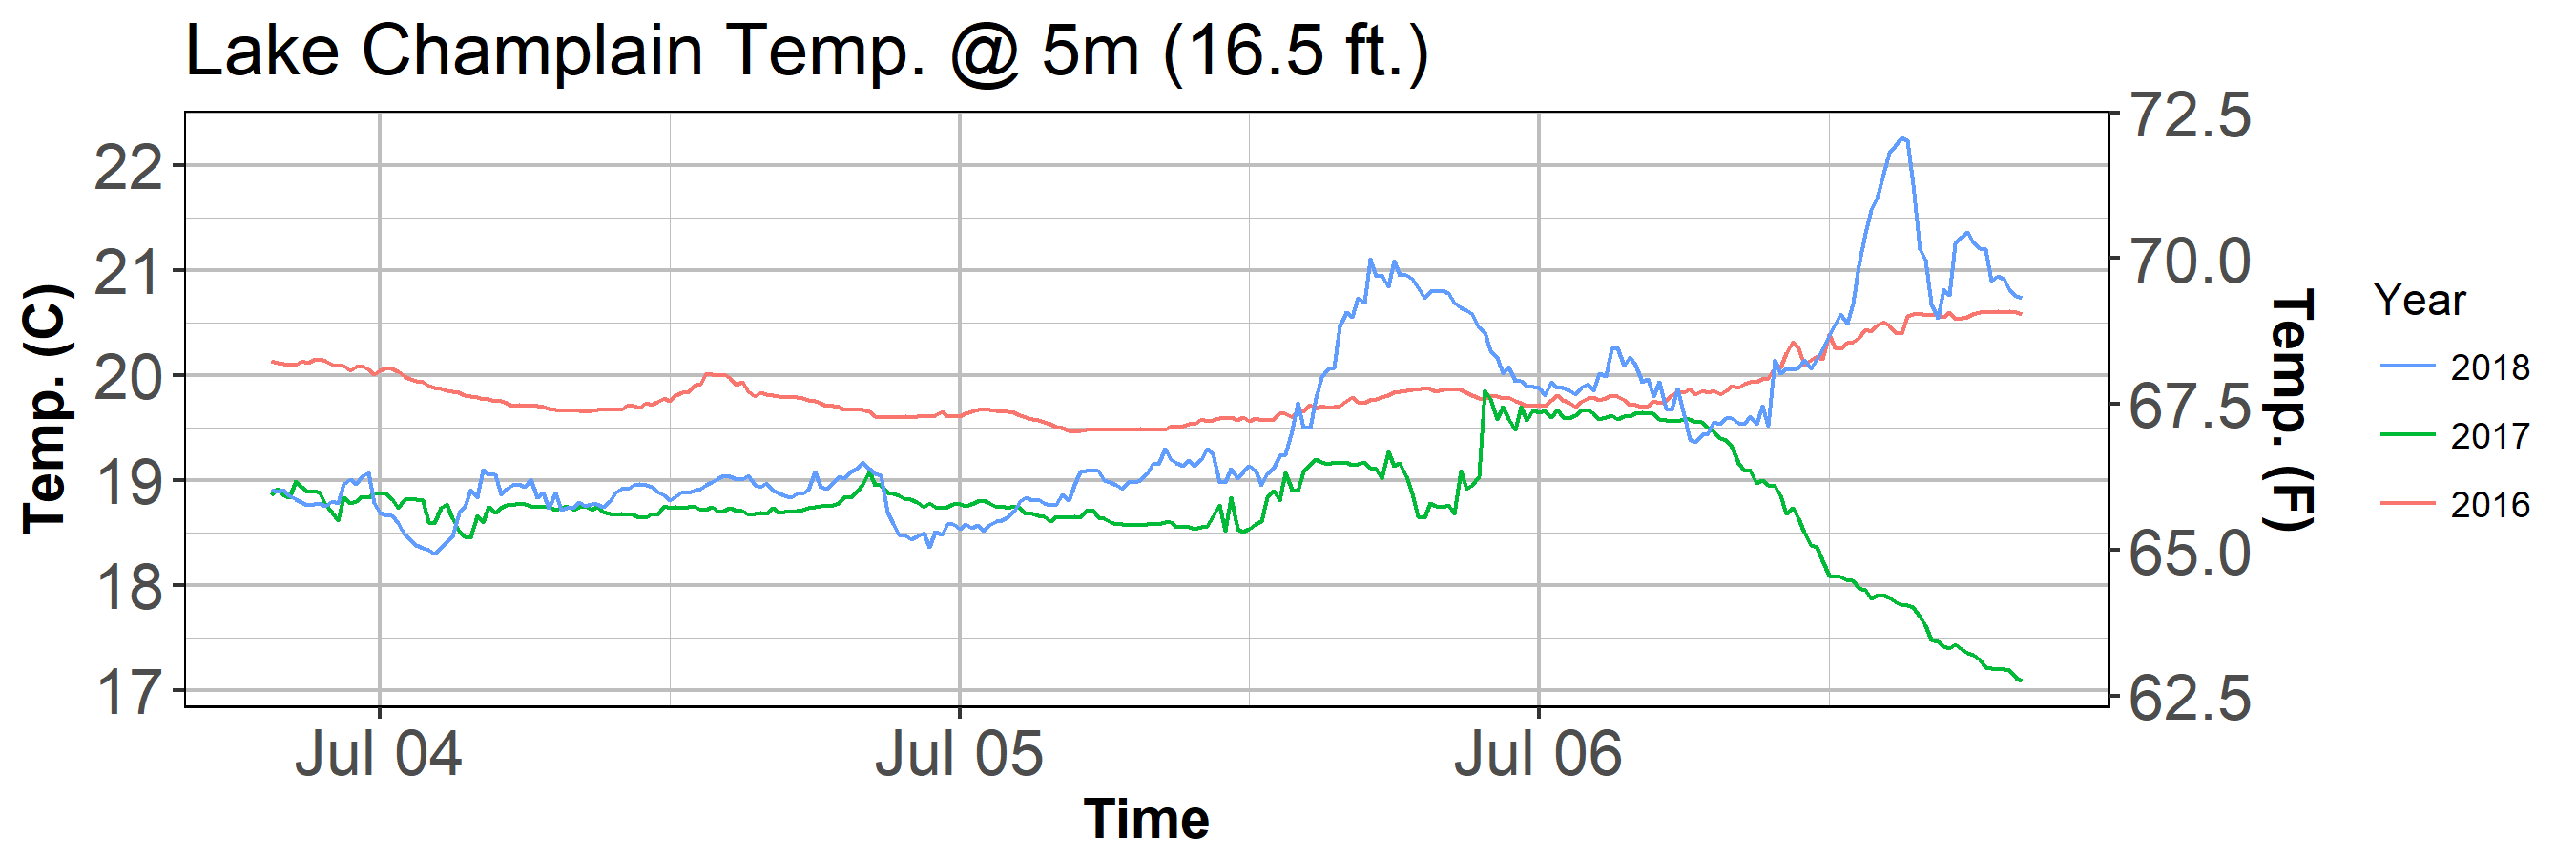 Lake Champlain Temp. @ 5m (16.5 ft.)
Temp. (C)
22
21
20
19
18
17
72.5
70.0
67.5
65.0
62.5
Temp. (F)
Jul 04
Jul 05
Jul 06
Time
Year
2018
2017
2016